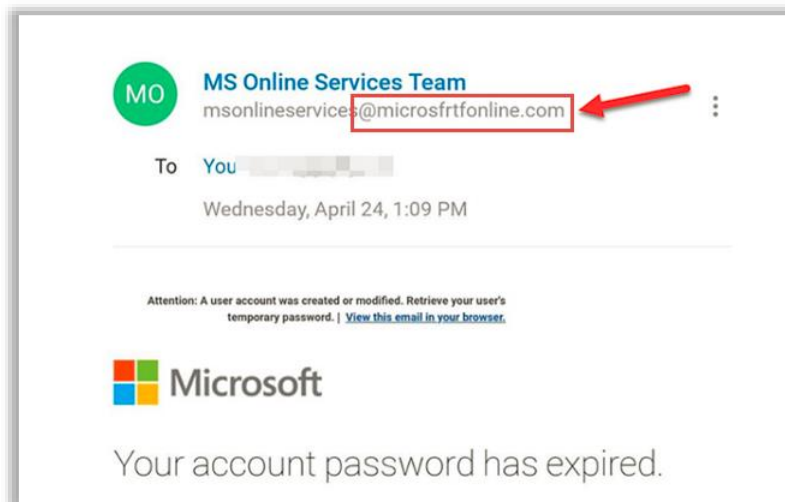 MO
MS Online Services Team
msonlineservices@microsfrtfonline.com
To You
Wednesday, April 24, 1:09 PM
Attention: A user account was created or modified. Retrieve your user's
temporary password. | View this email in your browser.
Microsoft
Your account password has expired.